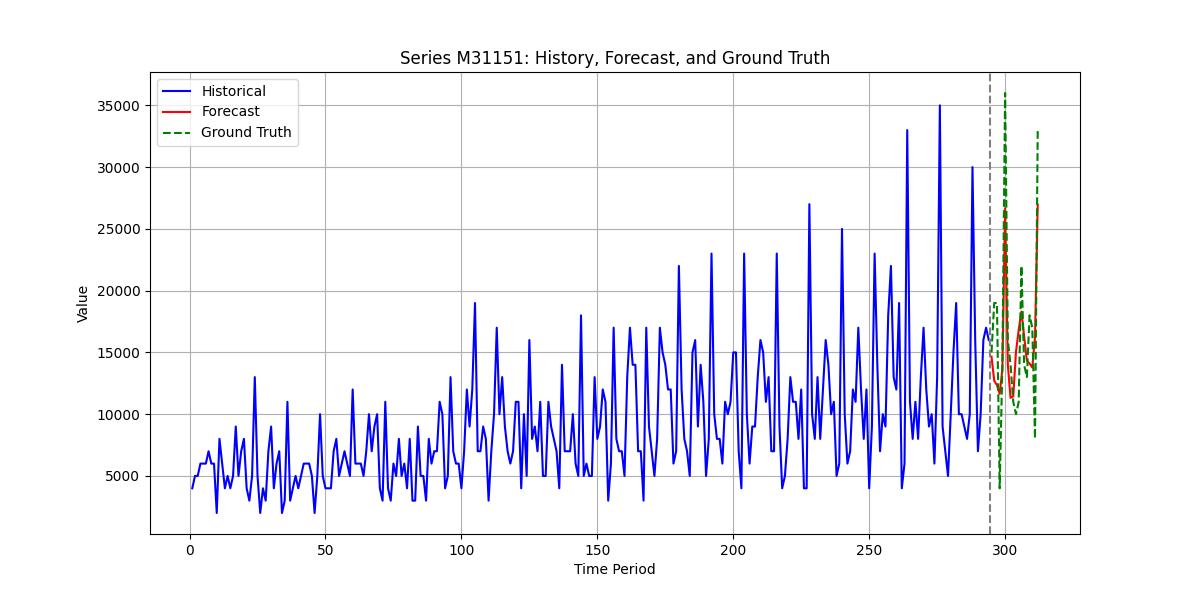 Series M31151: History, Forecast, and Ground Truth
Historical
Forecast
Ground Truth
35000
30000
25000
20000
15000
10000
5000
Value
0
50
100
150
200
250
300
Time Period